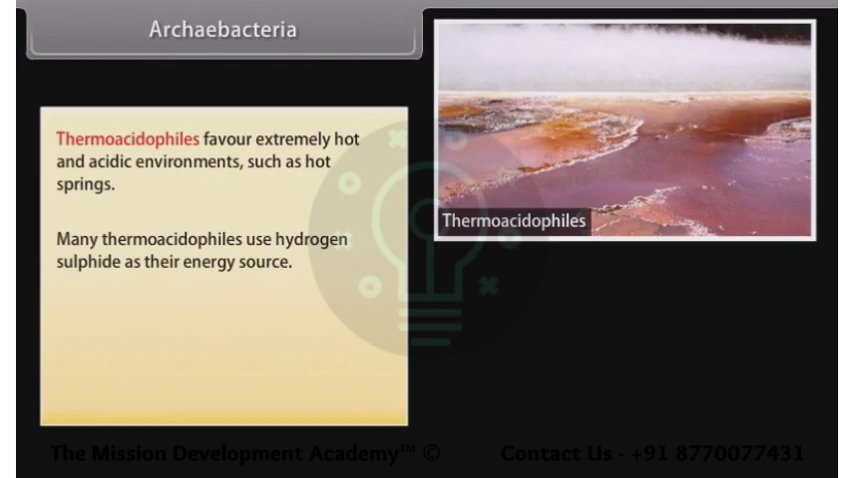 Archaebacteria
Thermoacidophiles favour extremely hot
and acidic environments, such as hot
springs.
Many thermoacidophiles use hydrogen
sulphide as their energy source.
Thermoacidophiles
The Mission Development Academy™ ©
Contact Us - +91 8770077431